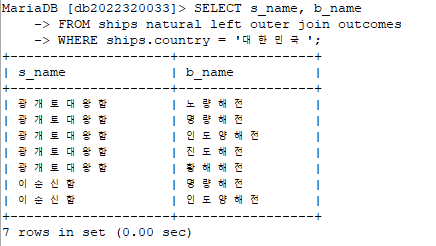 MariaDB [db2022320033]> SELECT s_name, b_name
    -> FROM ships natural left outer join outcomes
    -> WHERE ships.country = '대한민국';
+--------------------+------------------+
| s_name             | b_name           |
+--------------------+------------------+
| 광개토대왕함 | 노량해전 |
| 광개토대왕함 | 명량해전 |
| 광개토대왕함 | 인도양해전 |
| 광개토대왕함 | 진도해전 |
| 광개토대왕함 | 황해해전 |
| 이순신함 | 명량해전 |
| 이순신함 | 인도양해전 |
+--------------------+------------------+
7 rows in set (0.00 sec)